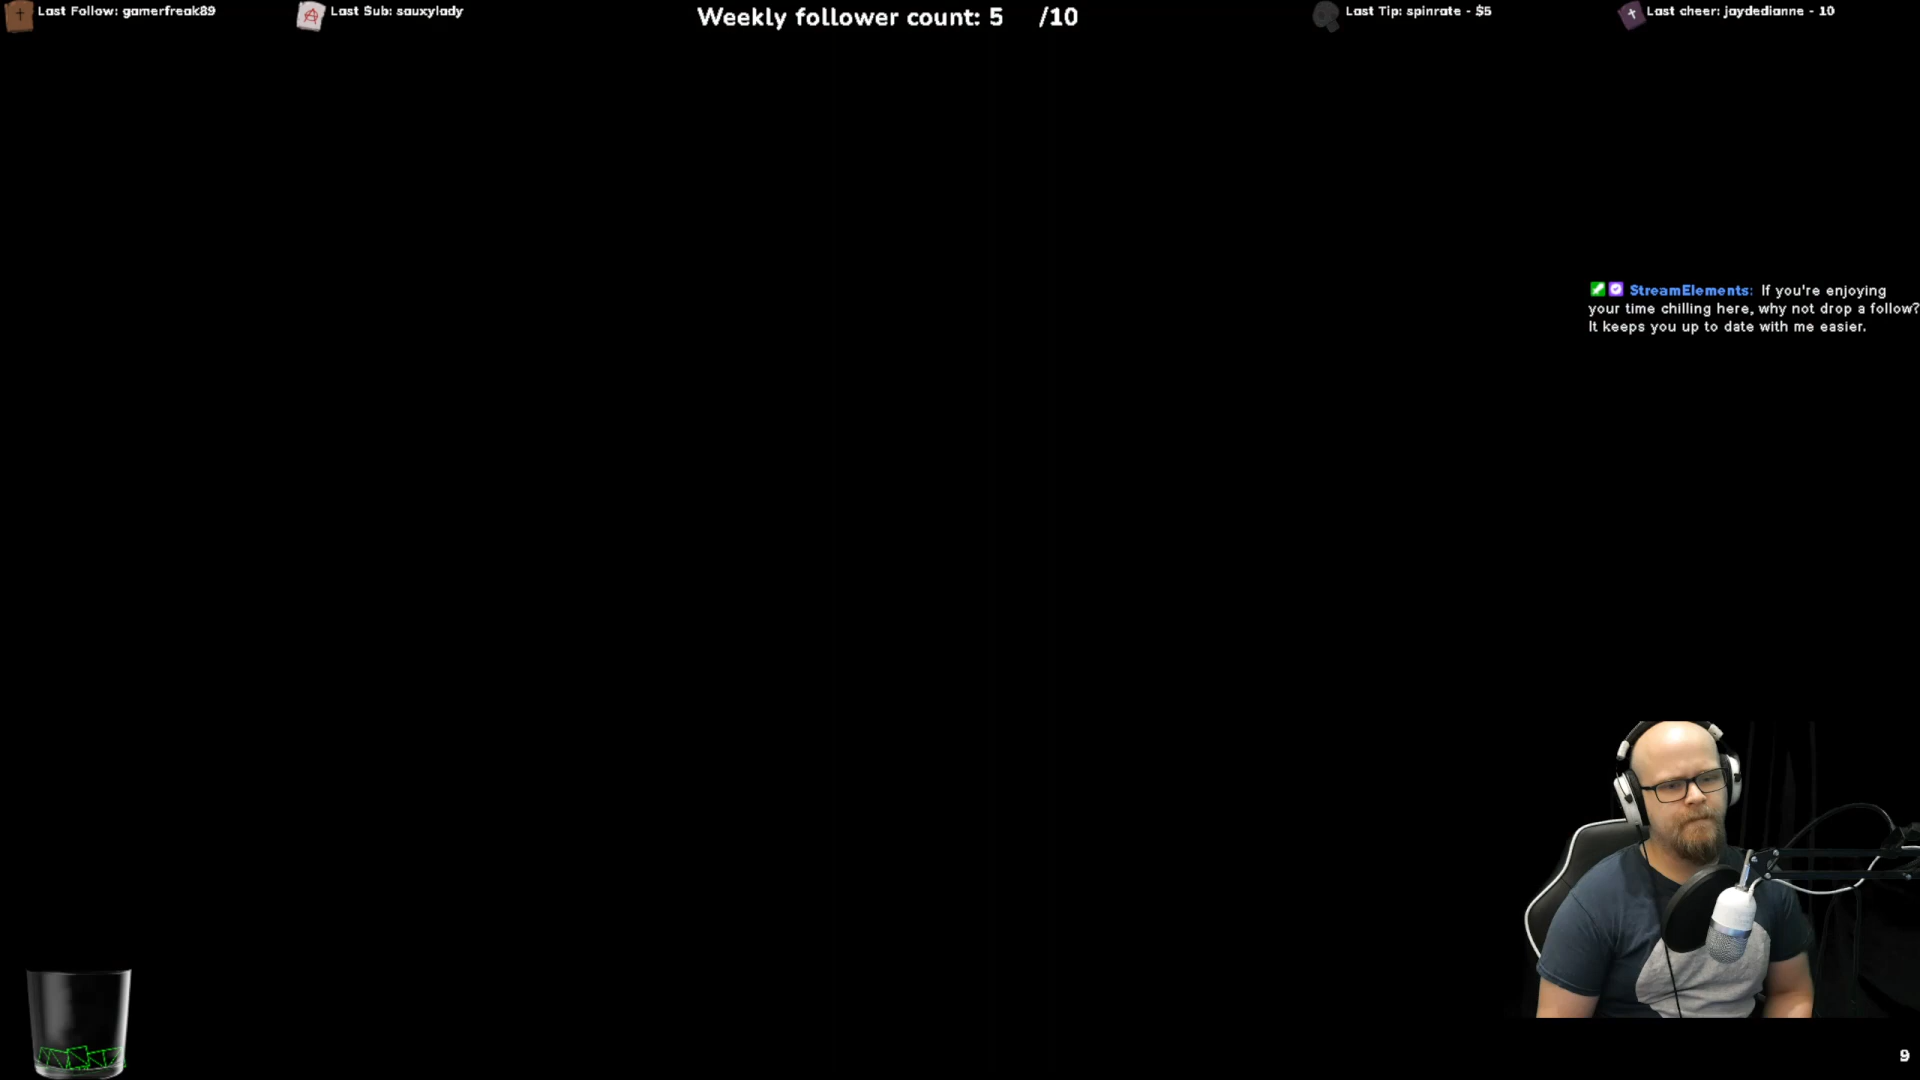 Last Follow: gamerfreak89
Last Sub: sauxylady
Weekly follower count: 5 /10
Last Tip: spinrate - $5
Last cheer: jaydedianne - 10
StreamElements: If you're enjoying
your time chilling here, why not drop a follow?
It keeps you up to date with me easier.
9